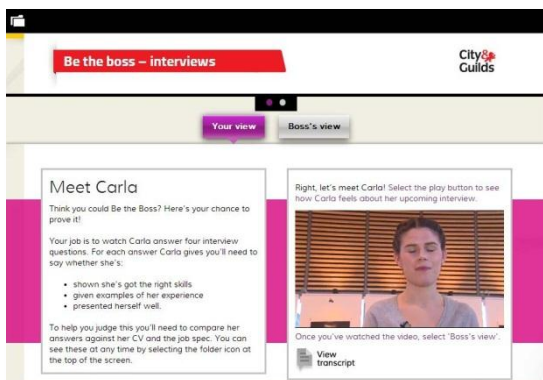 Be the boss – interviews
City&
Guilds
Your view
Boss's view
Meet Carla
Think you could Be the Boss? Here's your chance to
prove it!
Your job is to watch Carla answer four interview
questions. For each answer Carla gives you'll need to
say whether she's:
• shown she's got the right skills
• given examples of her experience
• presented herself well.
To help you judge this you'll need to compare her
answers against her CV and the job spec. You can
see these at any time by selecting the folder icon at
the top of the screen.
Right, let's meet Carla! Select the play button to see
how Carla feels about her upcoming interview.
Once you've watched the video, select 'Boss's view'.
View
transcript